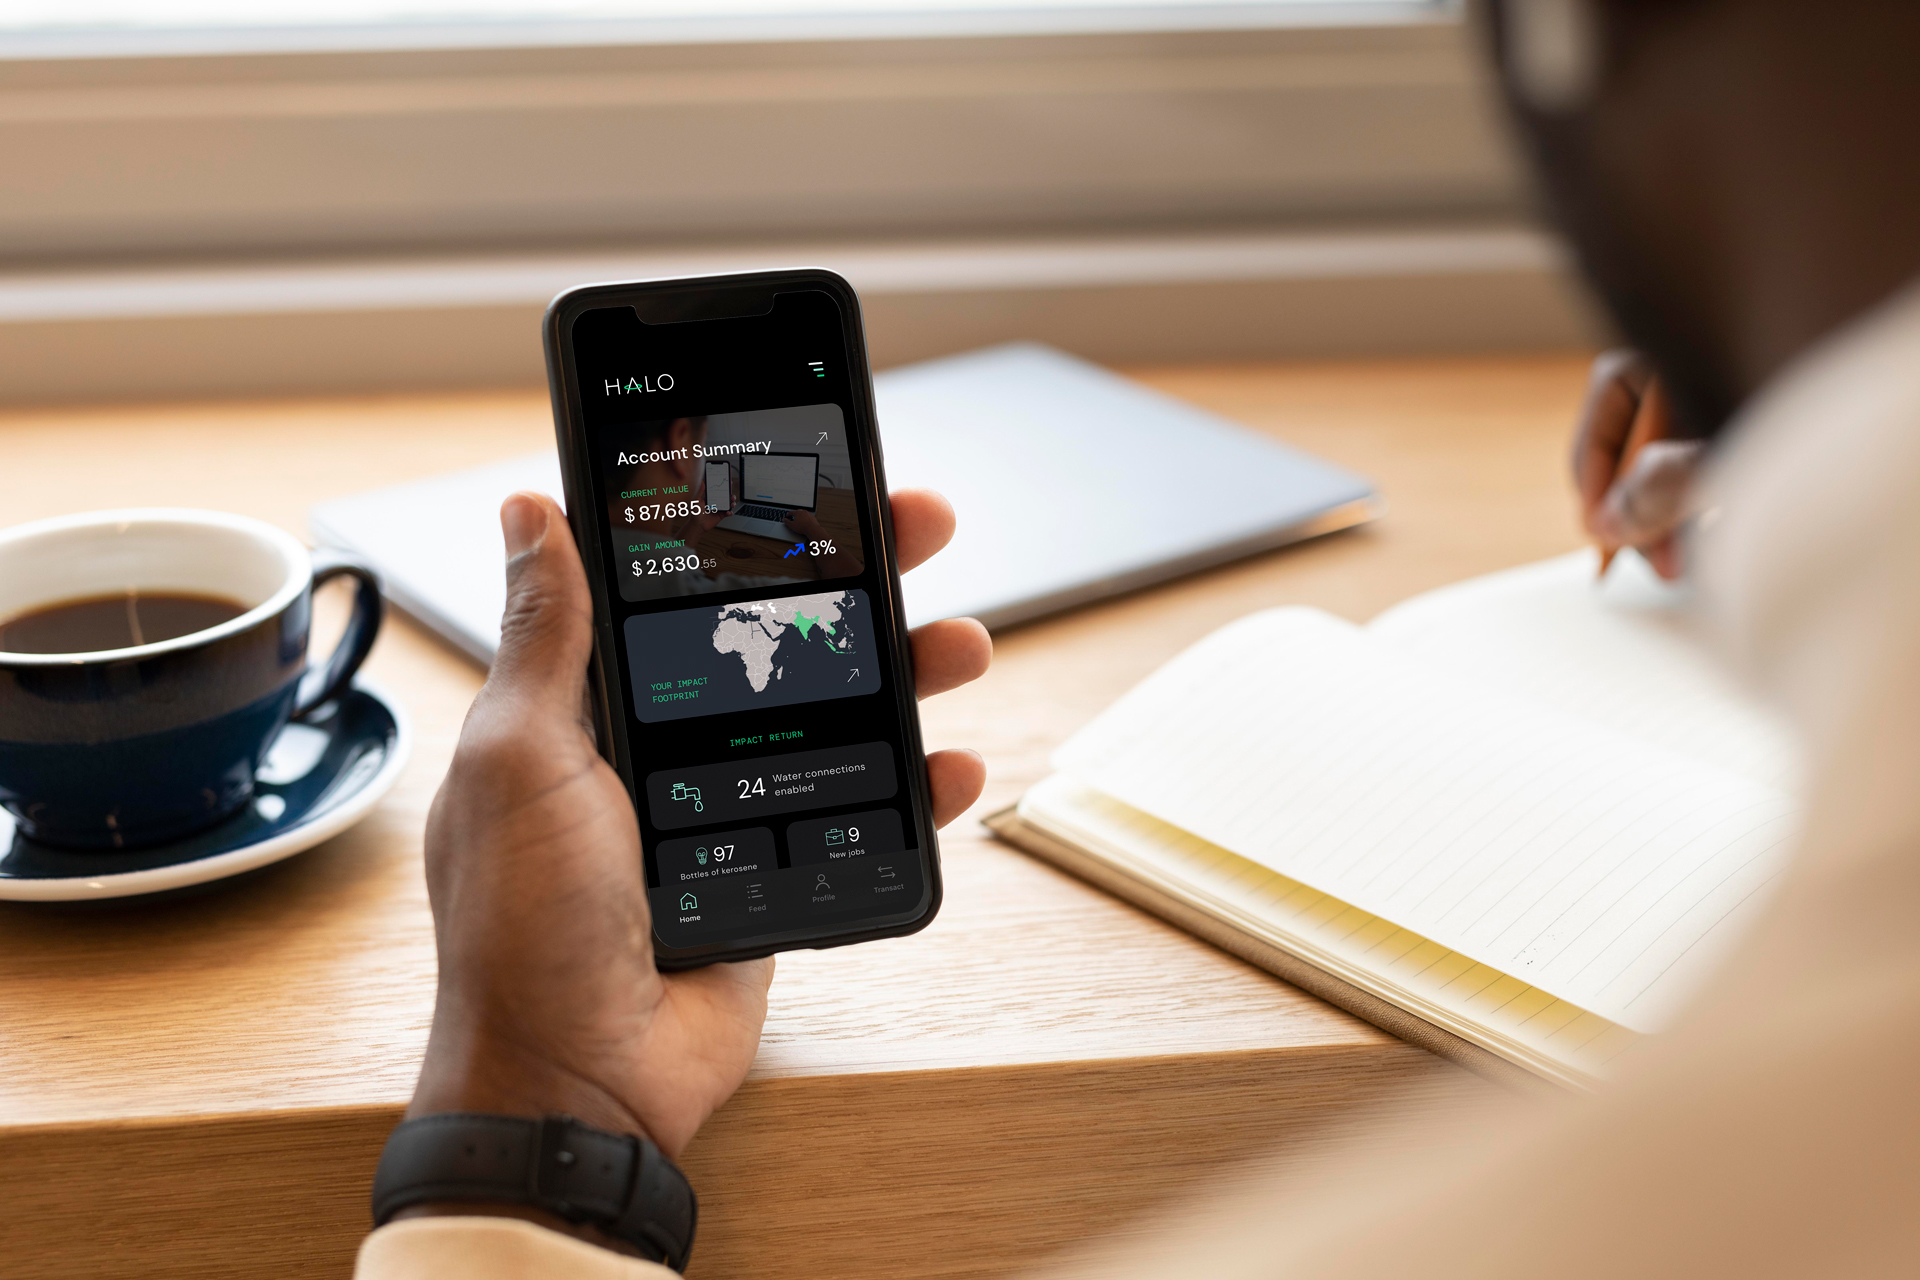 HALO
Account Summary
CURRENT VALUE
$ 87,685.35
GAIN AMOUNT
$ 2,630.55
3%
YOUR IMPACT
FOOTPRINT
IMPACT RETURN
24
Water connections
enabled
97
Bottles of kerosene
9
New jobs
Home
Feed
Profile
Transact